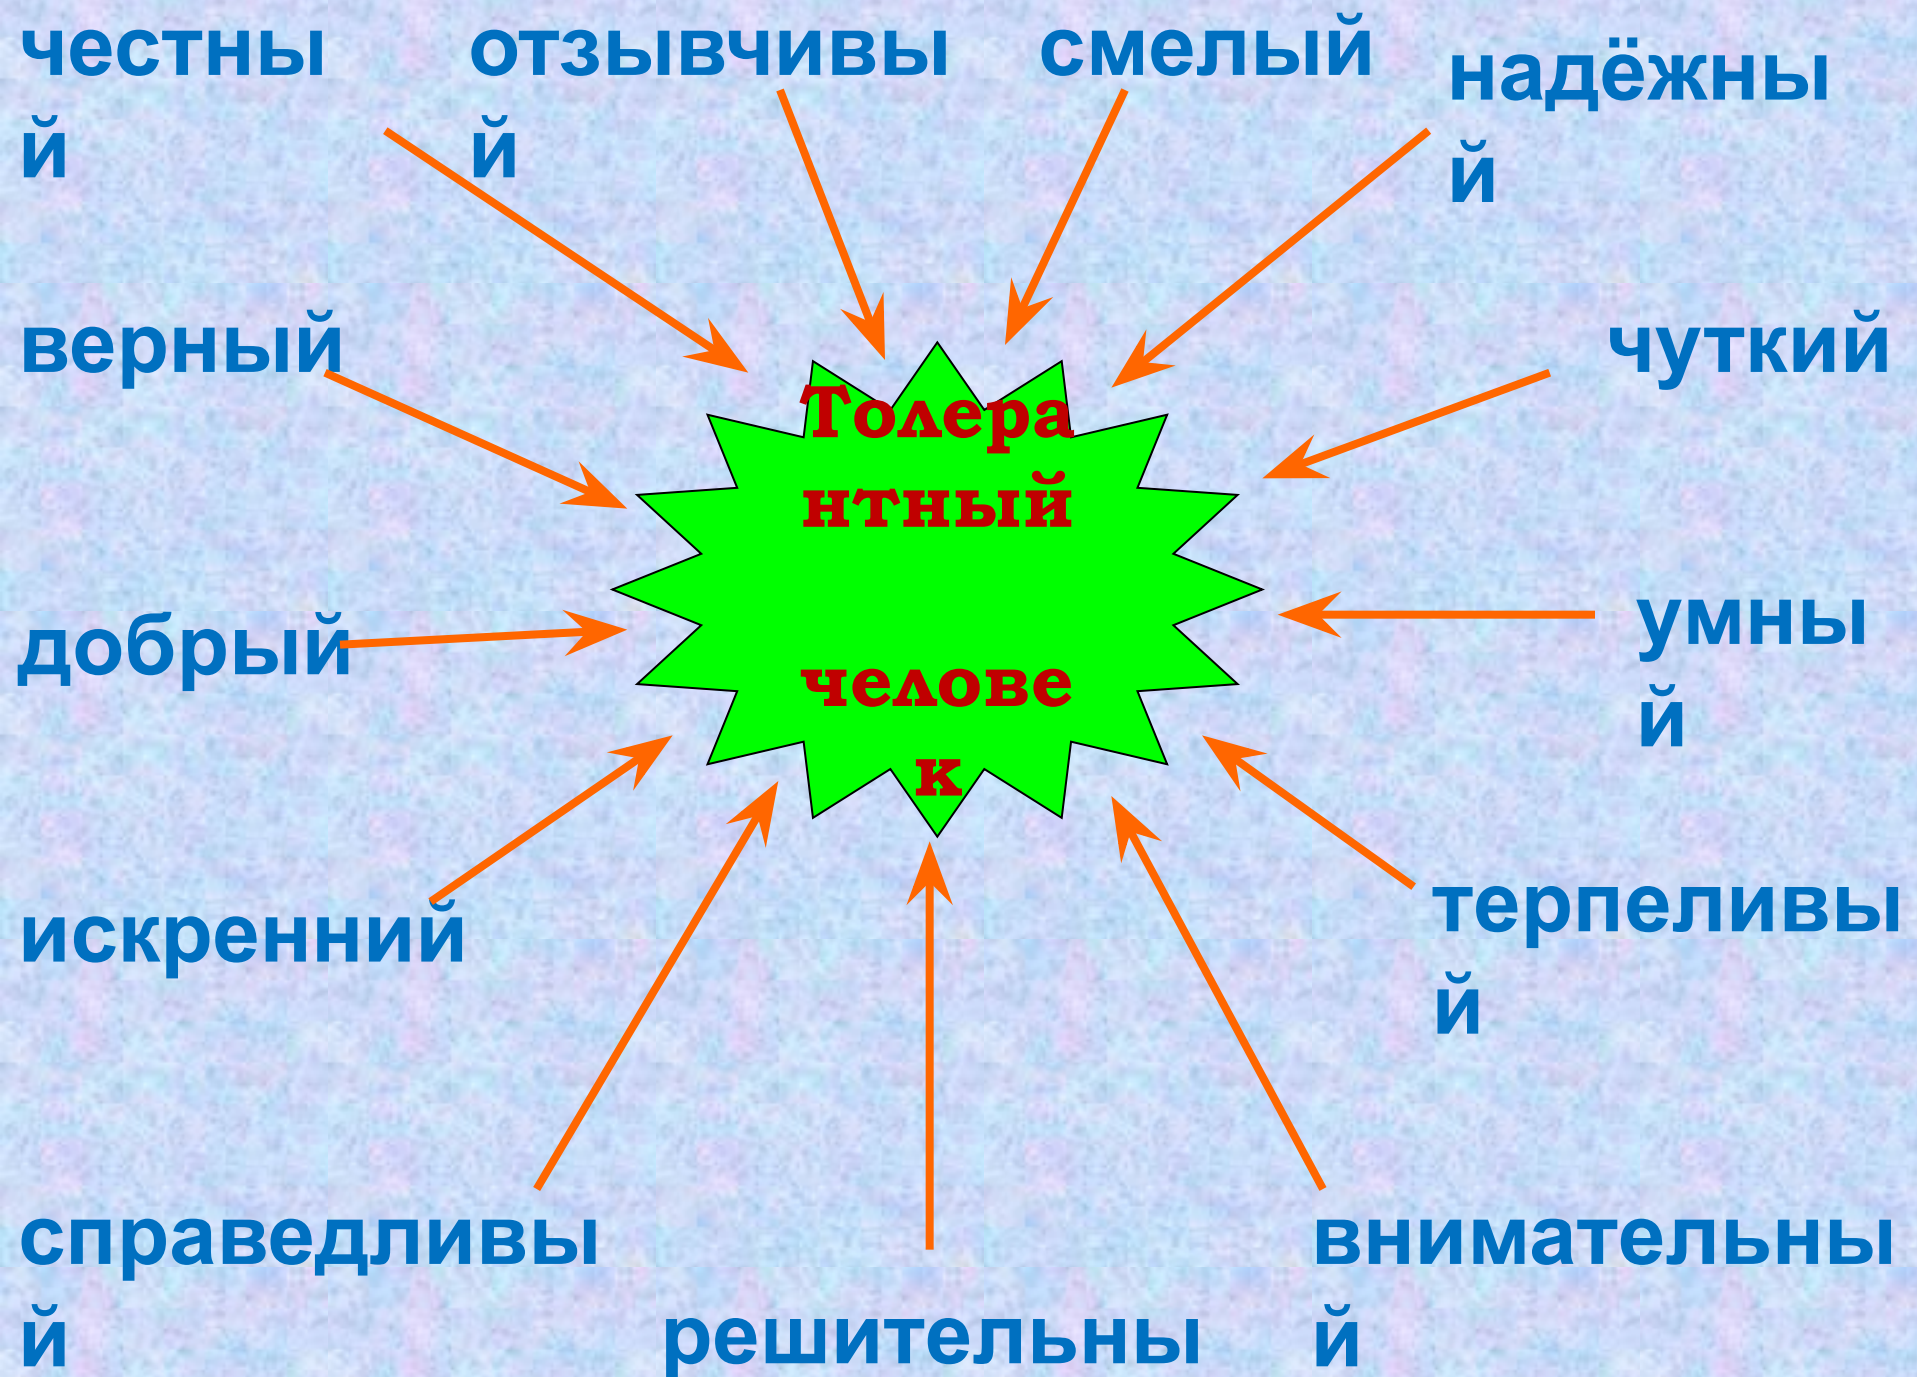 честны
й
отзывчивы
й
смелый
надёжны
й
верный
чуткий
Толера
нтный
челове
к
добрый
умны
й
искренний
терпеливы
й
справедливы
й
решительны
внимательны
й